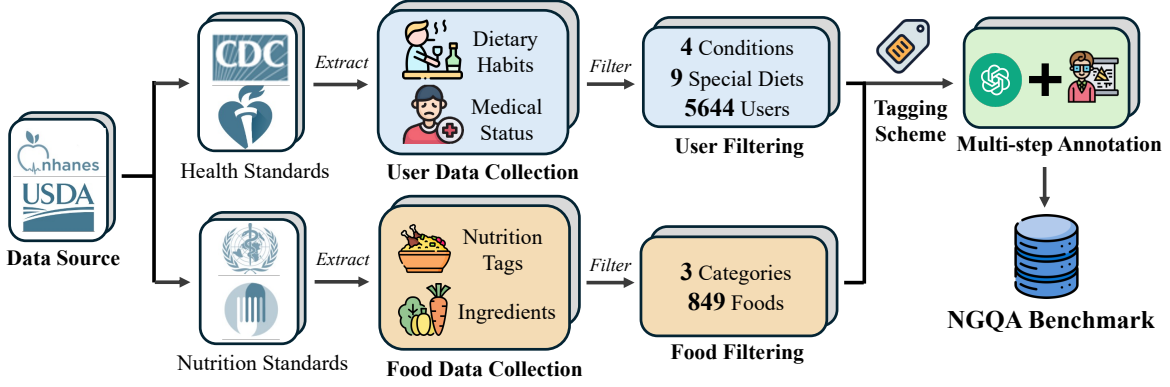 nhanes
USDA
Data Source
CDC
Health Standards
Nutrition Standards
Extract
Extract
Dietary
Habits
Medical
Status
User Data Collection
Nutrition
Tags
Ingredients
Food Data Collection
Filter
Filter
4 Conditions
9 Special Diets
5644 Users
User Filtering
3 Categories
849 Foods
Food Filtering
Tagging
Scheme
Multi-step Annotation
NGQA Benchmark